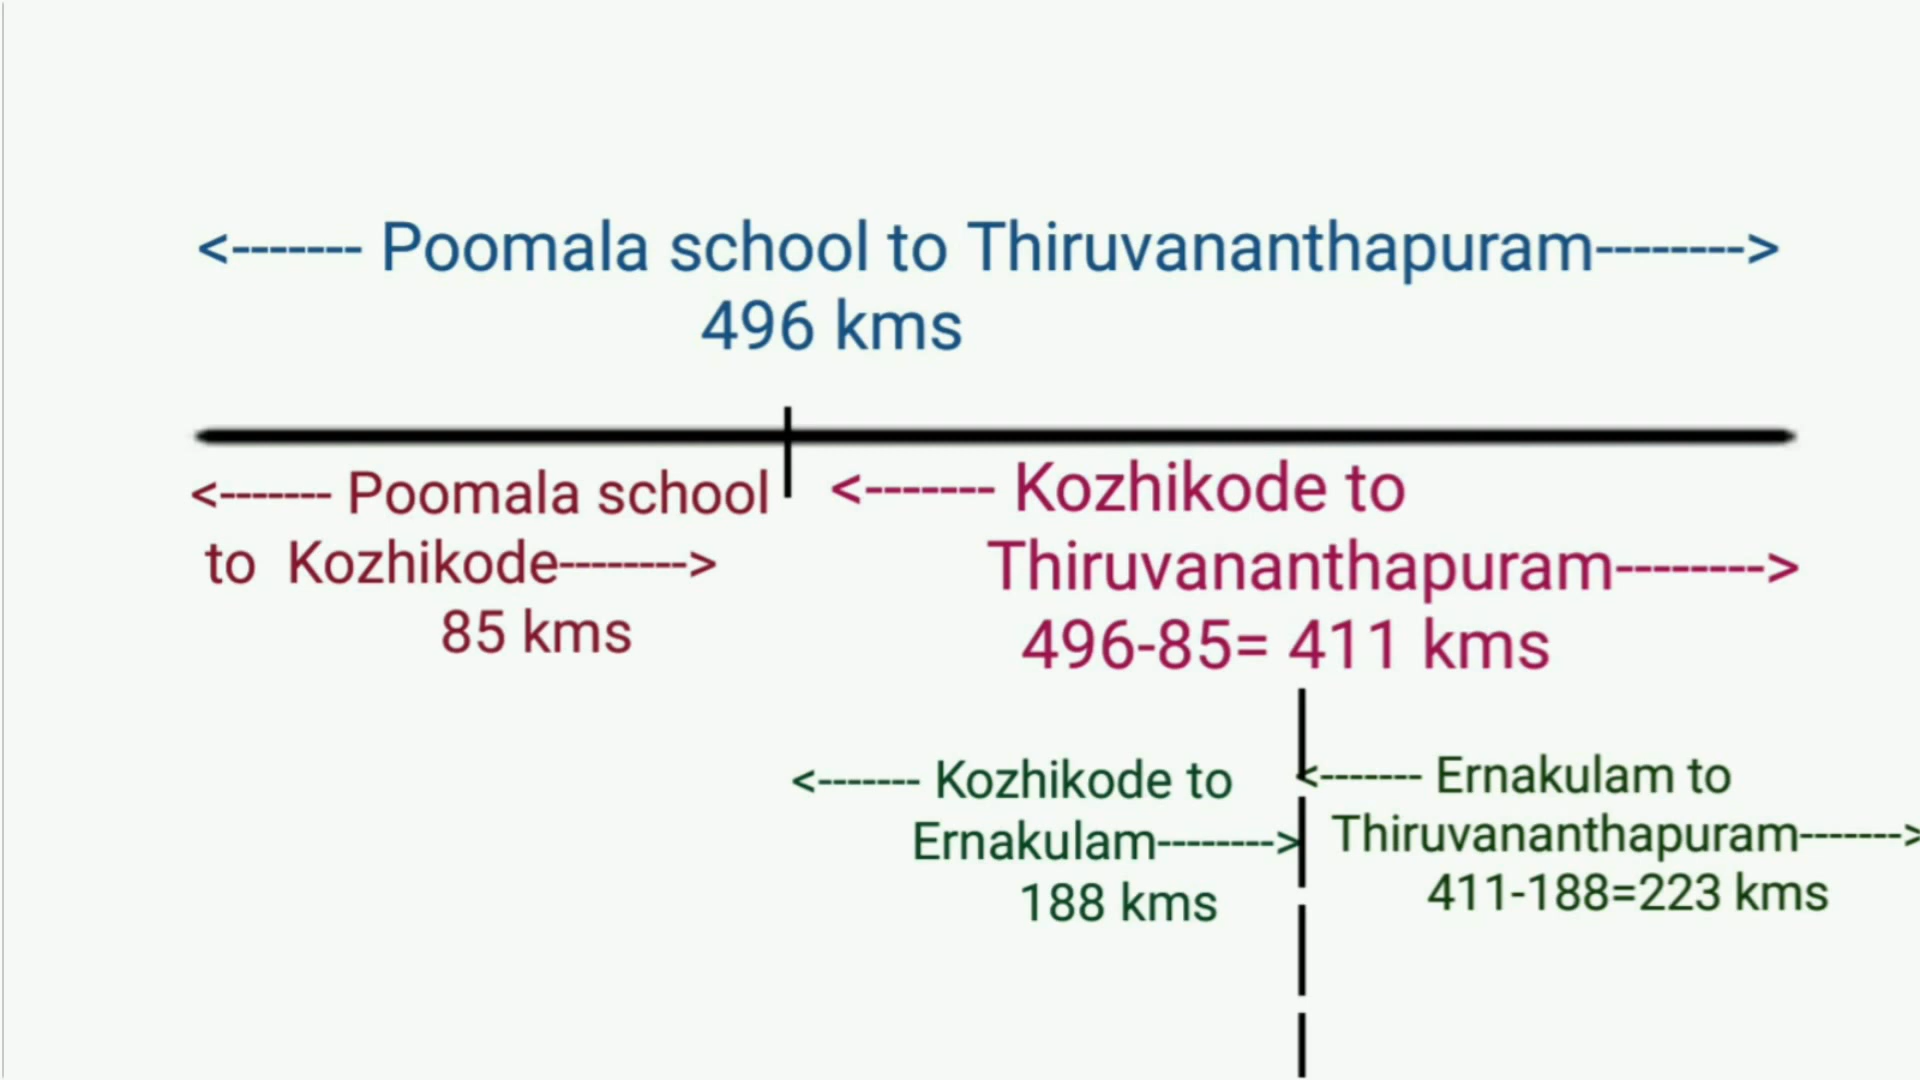 <------- Poomala school to Thiruvananthapuram-------->
496 kms
<------- Poomala school
to Kozhikode-------->
85 kms
<------- Kozhikode to
Thiruvananthapuram-------->
496-85= 411 kms
<------- Kozhikode to
Ernakulam-------->
188 kms
<------- Ernakulam to
Thiruvananthapuram------->
411-188=223 kms